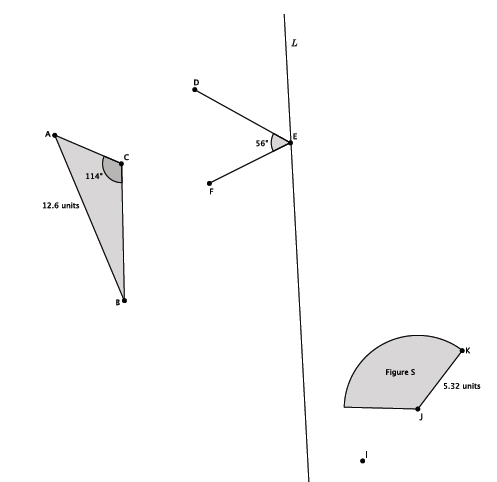 L
D
A
E
56°
C
114°
F
12.6 units
B
K
Figure S
5.32 units
J
I